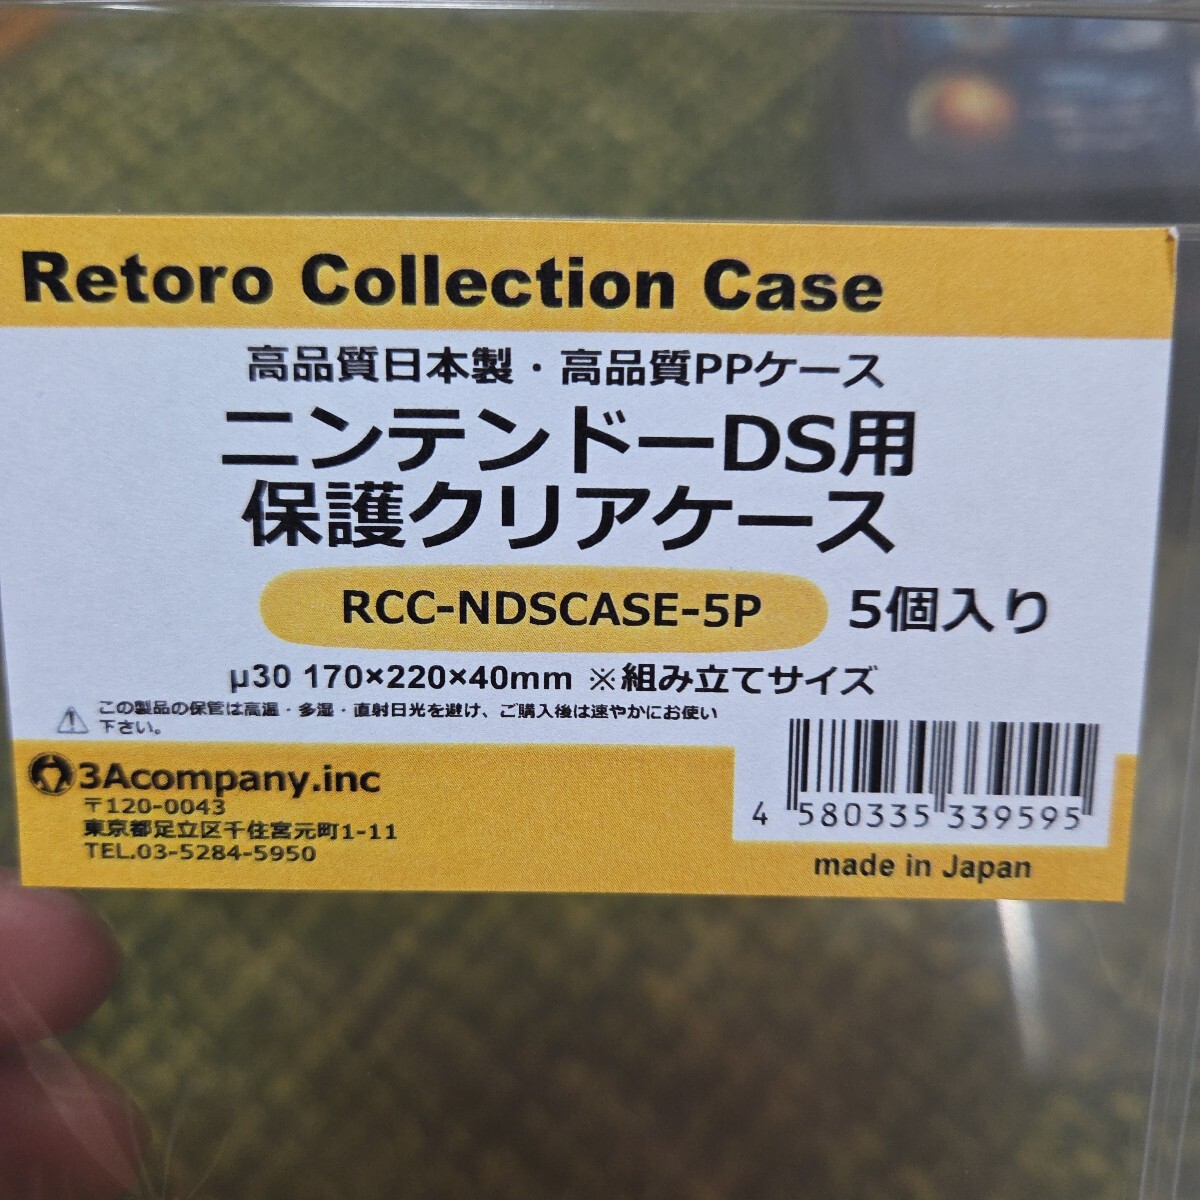 Retoro Collection Case
高品質日本製・高品質PPケース
ニンテンドーDS用
保護クリアケース
RCC-NDSCASE-5P 5個入り
μ30 170×220×40mm ※組み立てサイズ
この製品の保管は高温・多湿・直射日光を避け、ご購入後は速やかにお使い
下さい。
3Acompany.inc
〒120-0043
東京都足立区千住宮元町1-11
TEL.03-5284-5950
4 580335 339595
made in Japan